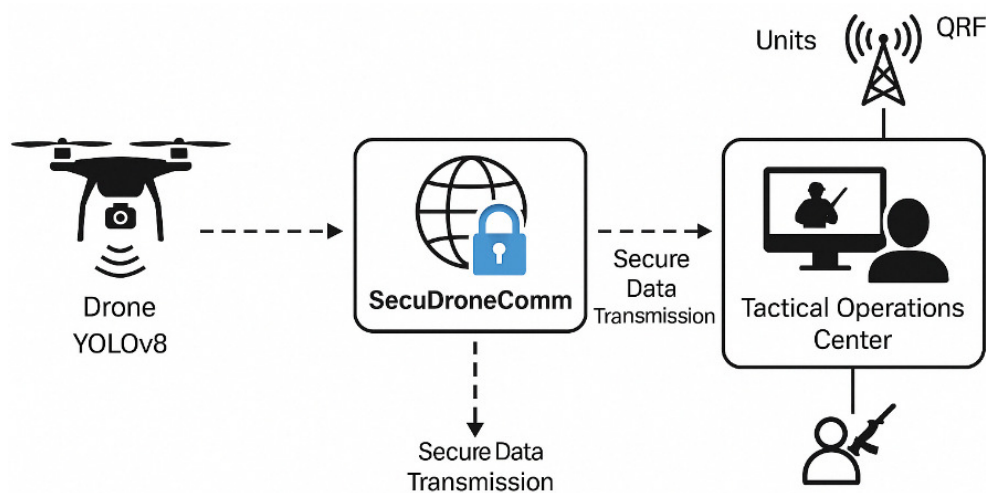 Units
QRF
Drone
YOLOv8
SecuDroneComm
Secure
Data
Transmission
Tactical Operations
Center
Secure Data
Transmission